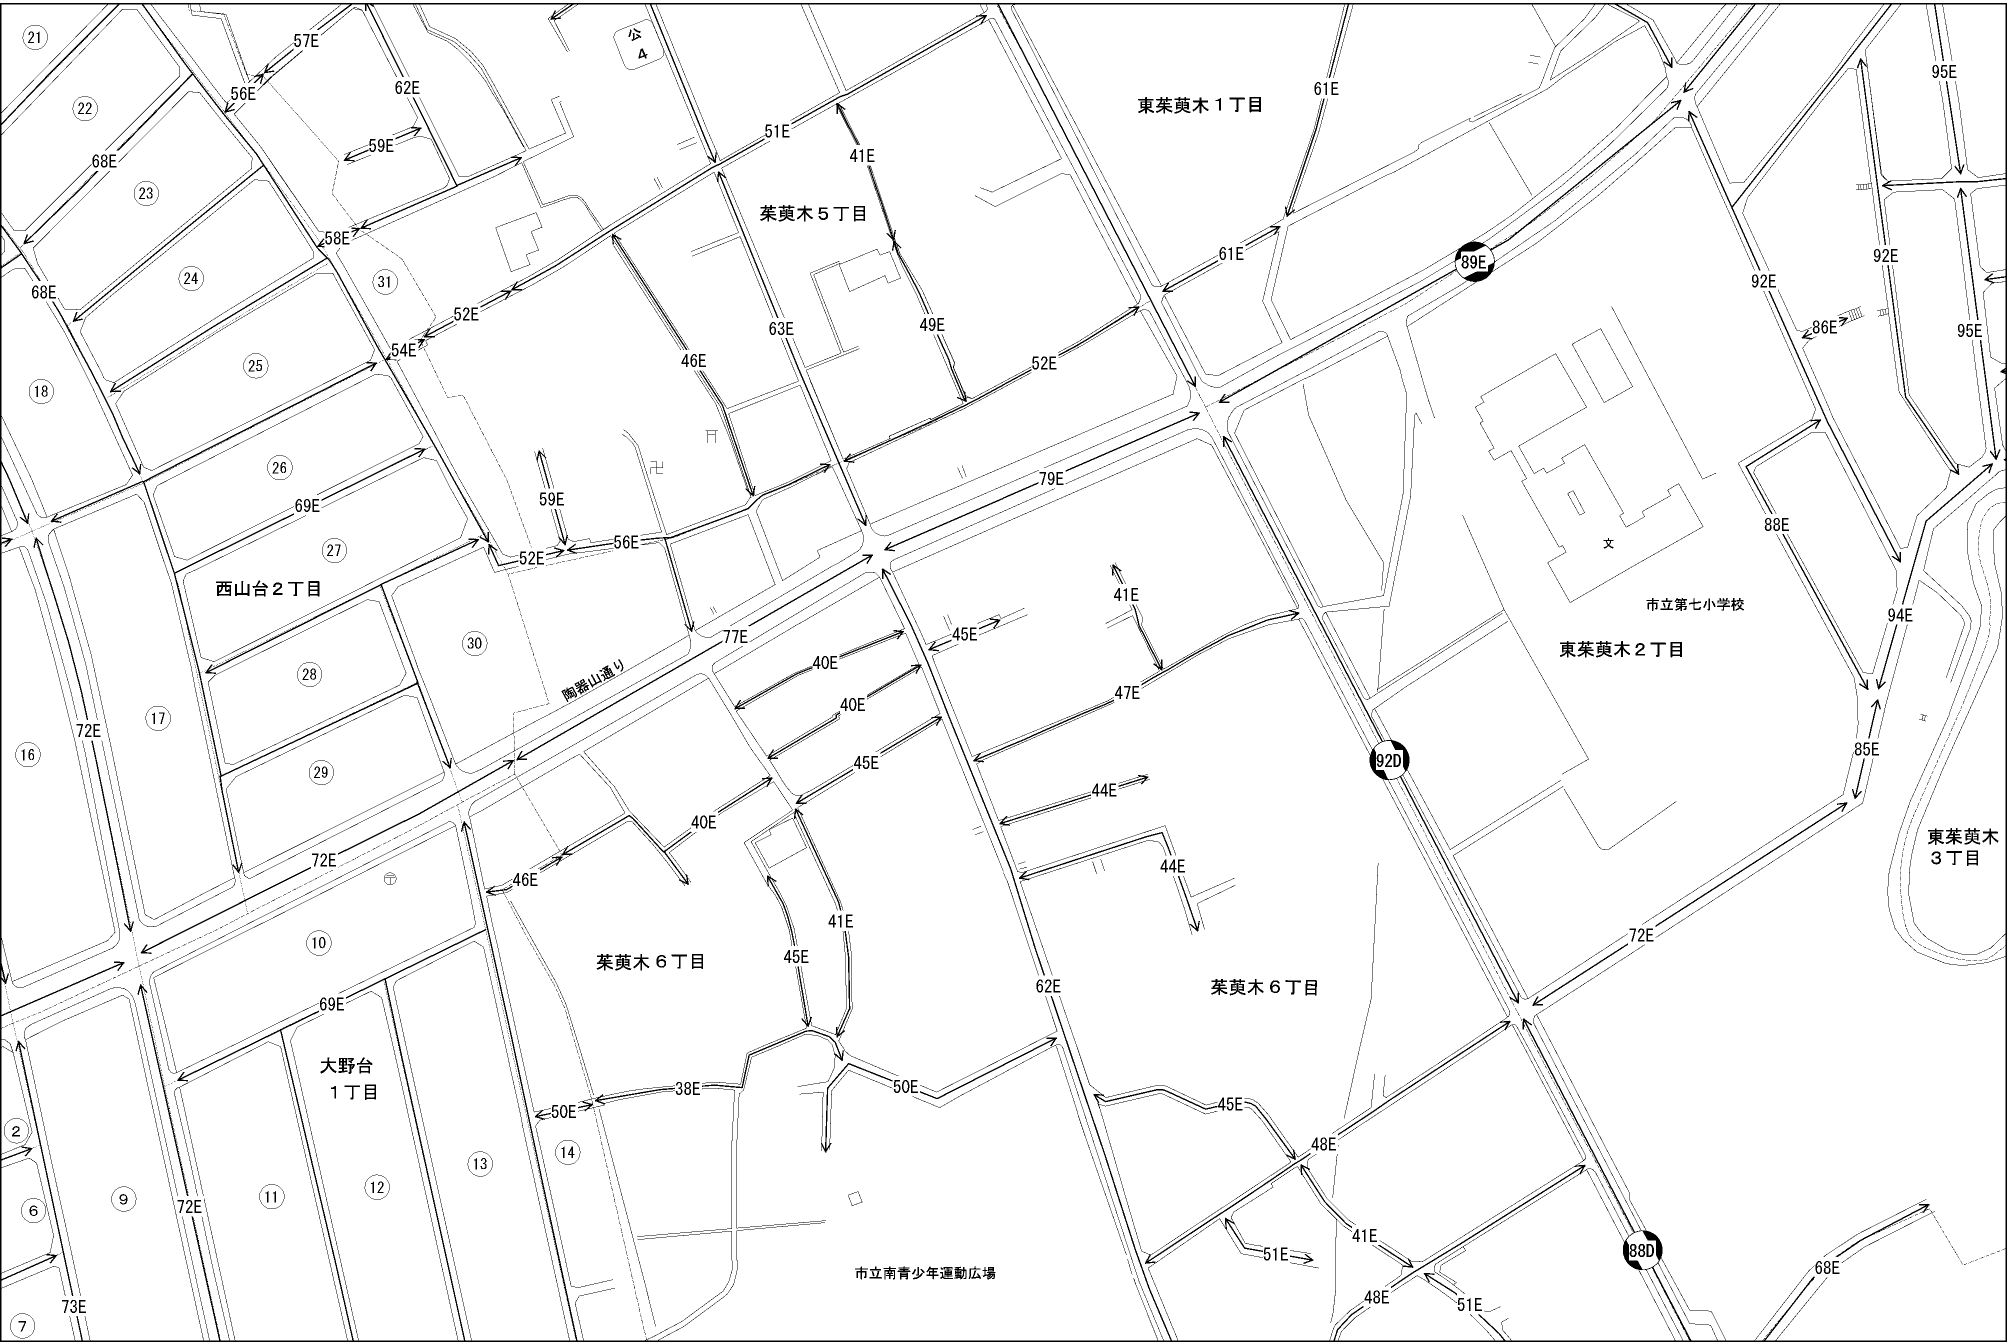 21
57E
公
4
22
56E
62E
61E
95E
東茱萸木１丁目
68E
59E
51E
41E
23
茱萸木５丁目
58E
61E
89E
92E
92E
24
31
68E
52E
63E
49E
86E
95E
54E
46E
52E
25
18
26
69E
59E
卍
79E
88E
27
52E
56E
文
西山台２丁目
41E
市立第七小学校
94E
45E
東茱萸木２丁目
30
77E
40E
28
陶器山通り
47E
40E
17
72E
16
29
45E
92D
85E
44E
40E
72E
46E
44E
東茱萸木
３丁目
〒
41E
10
茱萸木６丁目
45E
72E
62E
茱萸木６丁目
69E
大野台
１丁目
38E
50E
50E
45E
2
14
48E
13
12
11
9
6
72E
41E
51E
88D
市立南青少年運動広場
68E
73E
48E
51E
7